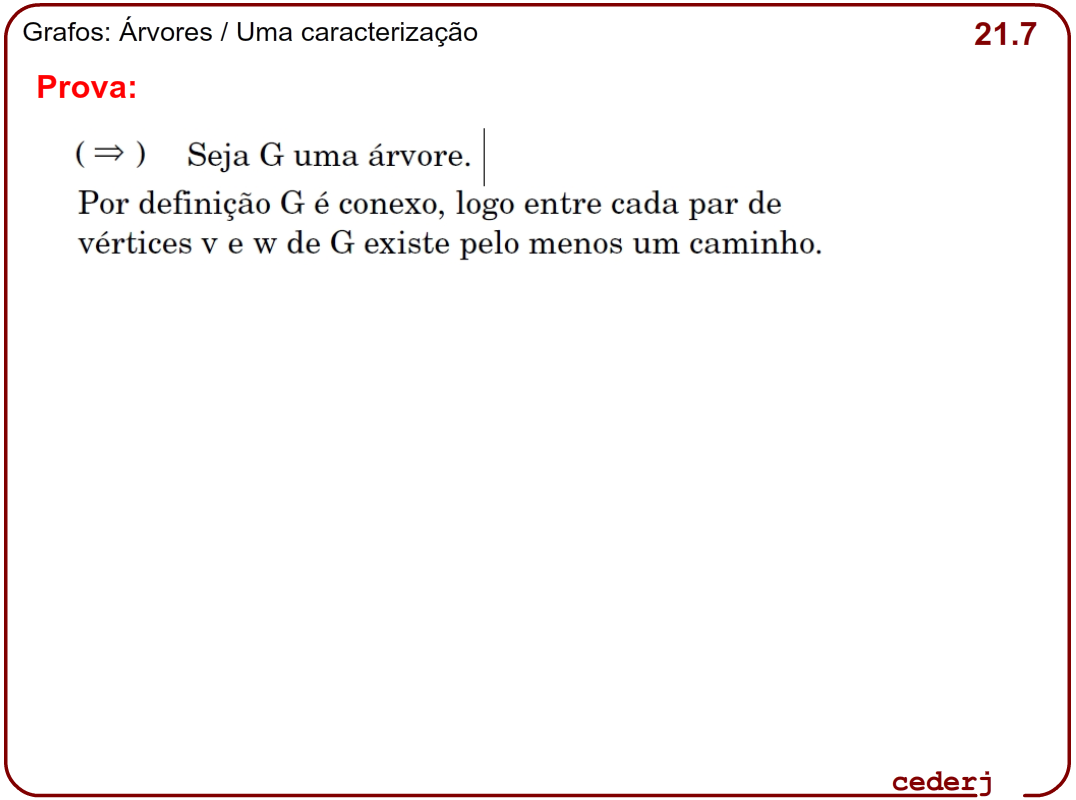 Grafos: Árvores / Uma caracterização
21.7
Prova:
( ⇒ ) Seja G uma árvore.
Por definição G é conexo, logo entre cada par de
vértices v e w de G existe pelo menos um caminho.
cederj